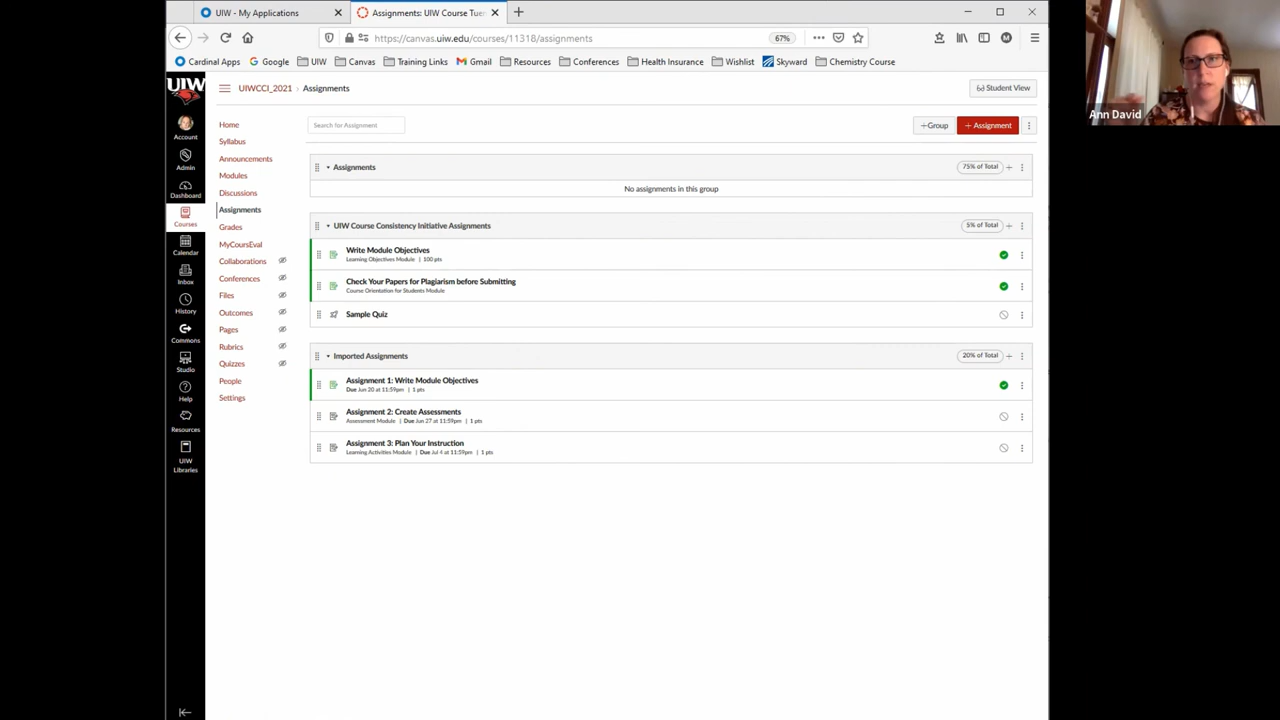 UIW - My Applications
Assignments: UIW Course Tue
https://canvas.uiw.edu/courses/11318/assignments
67%
Cardinal Apps
Google
UIW
Canvas
Training Links
Gmail
Resources
Conferences
Health Insurance
Wishlist
Skyward
Chemistry Course
Ann David
UIW
Account
Admin
Dashboard
Courses
Calendar
Inbox
History
Commons
Studio
Help
Resources
UIW
Libraries
UIWCCI_2021 › Assignments
Student View
Home
Syllabus
Announcements
Modules
Discussions
Assignments
Grades
MyCoursEval
Collaborations
Conferences
Files
Outcomes
Pages
Rubrics
Quizzes
People
Settings
Search for Assignment
+Group
+ Assignment
Assignments
75% of Total +
No assignments in this group
UIW Course Consistency Initiative Assignments
5% of Total +
Write Module Objectives
Learning Objectives Module | 100 pts
Check Your Papers for Plagiarism before Submitting
Course Orientation for Students Module
Sample Quiz
Imported Assignments
20% of Total +
Assignment 1: Write Module Objectives
Due Jun 20 at 11:59pm | 1 pts
Assignment 2: Create Assessments
Assessment Module | Due Jun 27 at 11:59pm | 1 pts
Assignment 3: Plan Your Instruction
Learning Activities Module | Due Jul 4 at 11:59pm | 1 pts